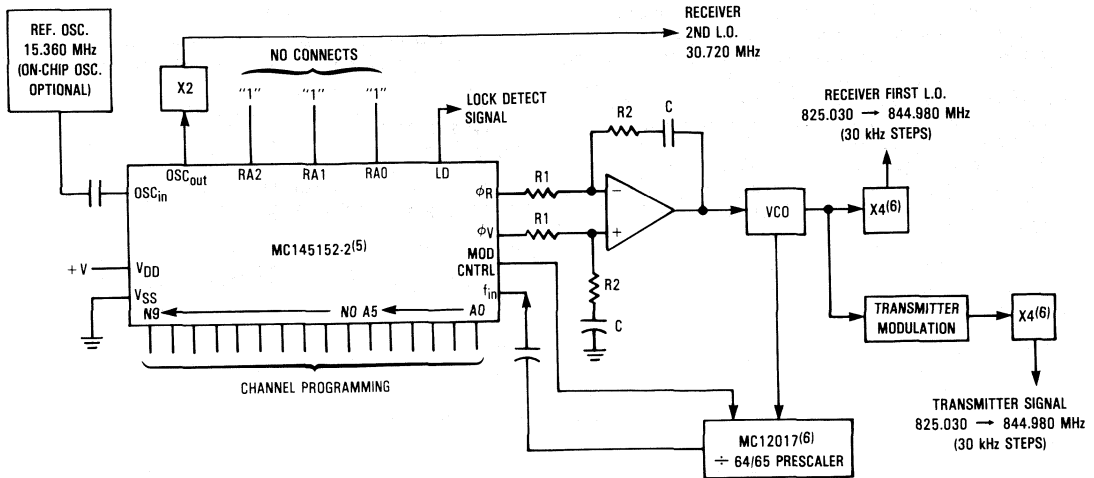 REF. OSC.
15.360 MHz
(ON-CHIP OSC.
OPTIONAL)
X2
NO CONNECTS
"1" "1" "1"
RECEIVER
2ND L.O.
30.720 MHz
LOCK DETECT
SIGNAL
RECEIVER FIRST L.O.
825.030 → 844.980 MHz
(30 kHz STEPS)
OSCin
OSCout
RA2
RA1
RA0
LD
ϕR
ϕV
MOD
CNTRL
fin
MC145152-2(5)
+V
VDD
VSS
N9
N0 A5
A0
CHANNEL PROGRAMMING
R1
R1
R2
C
−
+
R2
C
VCO
X4(6)
TRANSMITTER
MODULATION
X4(6)
TRANSMITTER SIGNAL
825.030 → 844.980 MHz
(30 kHz STEPS)
MC12017(6)
÷ 64/65 PRESCALER